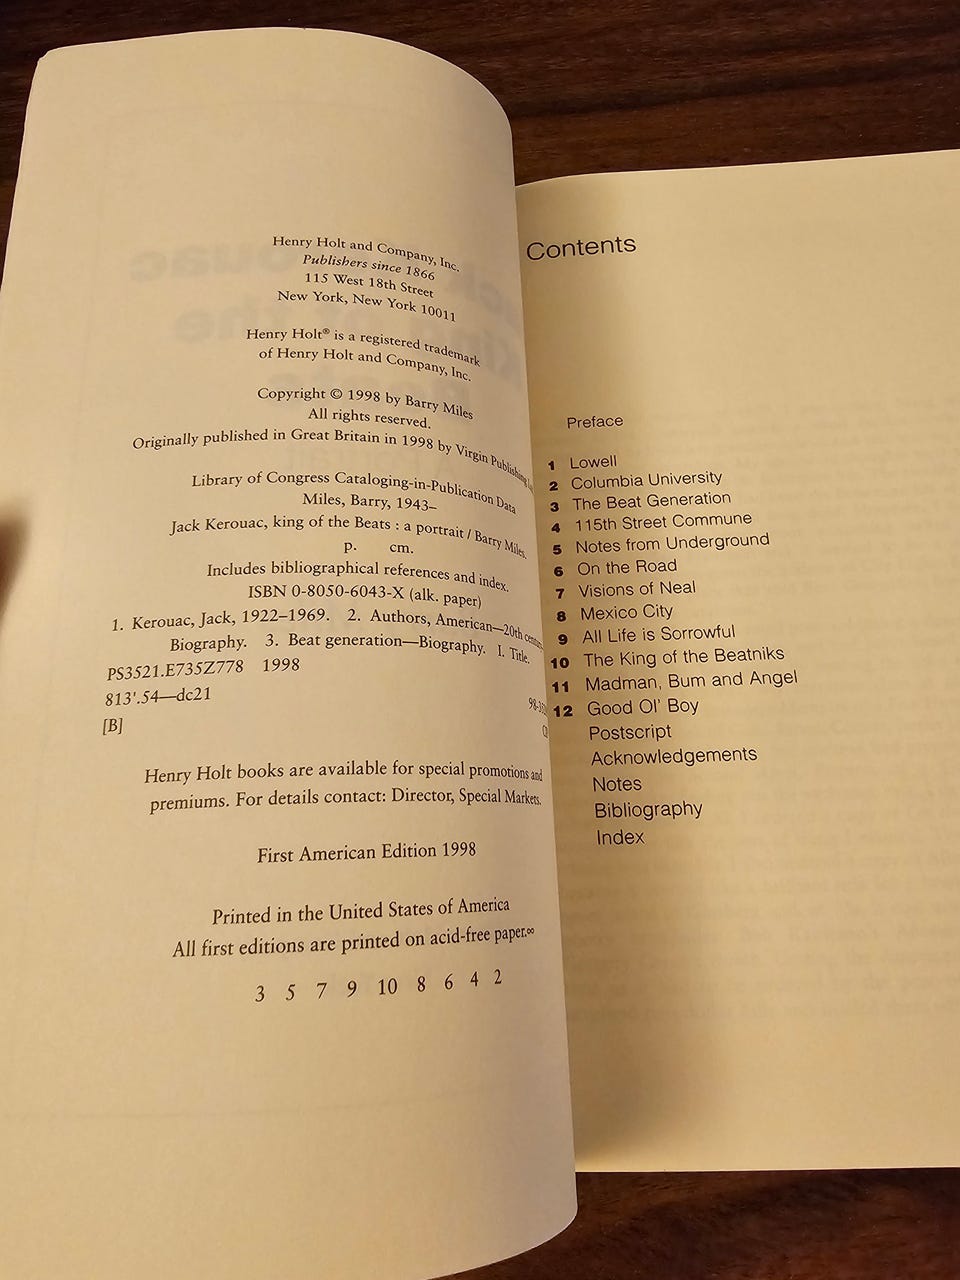 Henry Holt and Company, Inc.
Publishers since 1866
115 West 18th Street
New York, New York 10011
Henry Holt® is a registered trademark
of Henry Holt and Company, Inc.
Copyright © 1998 by Barry Miles
All rights reserved.
Originally published in Great Britain in 1998 by Virgin Publishing
Library of Congress Cataloging-in-Publication Data
Miles, Barry, 1943–
Jack Kerouac, king of the Beats : a portrait / Barry Miles.
p. cm.
Includes bibliographical references and index.
ISBN 0-8050-6043-X (alk. paper)
1. Kerouac, Jack, 1922–1969. 2. Authors, American—20th century
Biography. 3. Beat generation—Biography. I. Title.
PS3521.E735Z778 1998
813'.54—dc21
[B]
Henry Holt books are available for special promotions and
premiums. For details contact: Director, Special Markets.
First American Edition 1998
Printed in the United States of America
All first editions are printed on acid-free paper.∞
3 5 7 9 10 8 6 4 2
Contents
Preface
1 Lowell
2 Columbia University
3 The Beat Generation
4 115th Street Commune
5 Notes from Underground
6 On the Road
7 Visions of Neal
8 Mexico City
9 All Life is Sorrowful
10 The King of the Beatniks
11 Madman, Bum and Angel
12 Good Ol' Boy
Postscript
Acknowledgements
Notes
Bibliography
Index